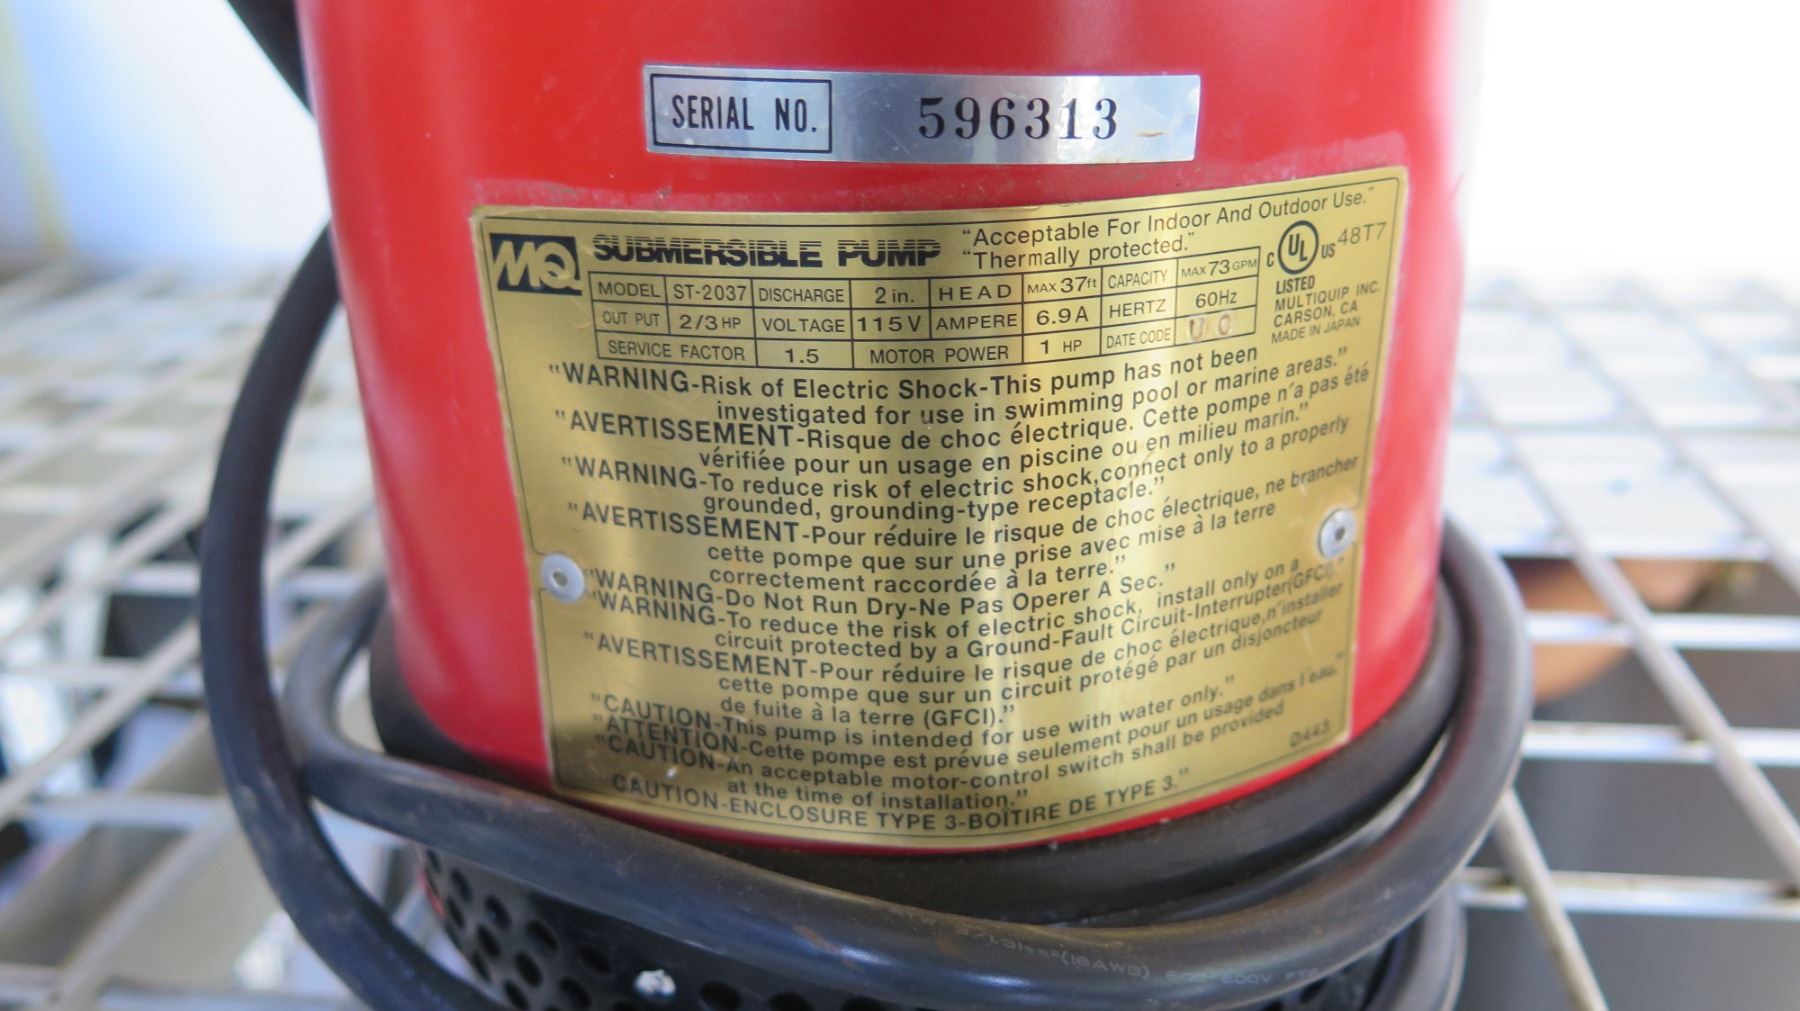 SERIAL NO. 596313
MQ SUBMERSIBLE PUMP "Acceptable For Indoor And Outdoor Use."
"Thermally protected."
C UL US 48T7
LISTED
MULTIQUIP INC.
CARSON, CA
MADE IN JAPAN
MODEL ST-2037 DISCHARGE 2 in. HEAD MAX 37ft CAPACITY MAX 73 GPM
OUT PUT 2/3 HP VOLTAGE 115 V AMPERE 6.9 A HERTZ 60Hz
SERVICE FACTOR 1.5 MOTOR POWER 1 HP DATE CODE
"WARNING-Risk of Electric Shock-This pump has not been
investigated for use in swimming pool or marine areas."
"AVERTISSEMENT-Risque de choc électrique. Cette pompe n'a pas été
vérifiée pour un usage en piscine ou en milieu marin."
"WARNING-To reduce risk of electric shock,connect only to a properly
grounded, grounding-type receptacle."
"AVERTISSEMENT-Pour réduire le risque de choc électrique, ne brancher
cette pompe que sur une prise avec mise à la terre
correctement raccordée à la terre."
"WARNING-Do Not Run Dry-Ne Pas Operer A Sec."
"WARNING-To reduce the risk of electric shock, install only on a
circuit protected by a Ground-Fault Circuit-Interrupter(GFCI)."
"AVERTISSEMENT-Pour réduire le risque de choc électrique,n'installer
cette pompe que sur un circuit protégé par un disjoncteur
de fuite à la terre (GFCI)."
"CAUTION-This pump is intended for use with water only."
"ATTENTION-Cette pompe est prévue seulement pour un usage dans l'eau."
"CAUTION-An acceptable motor-control switch shall be provided
at the time of installation."
CAUTION-ENCLOSURE TYPE 3-BOÎTIRE DE TYPE 3." D443
(16AWG)